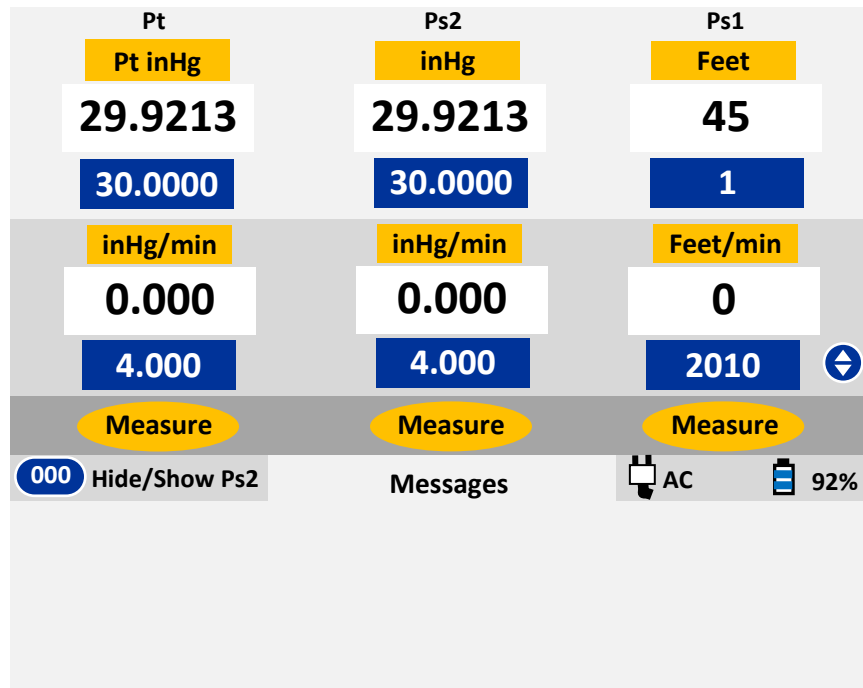 Pt Ps2 Ps1
Pt inHg inHg Feet
29.9213 29.9213 45
30.0000 30.0000 1
inHg/min inHg/min Feet/min
0.000 0.000 0
4.000 4.000 2010
Measure Measure Measure
000 Hide/Show Ps2 Messages AC 92%